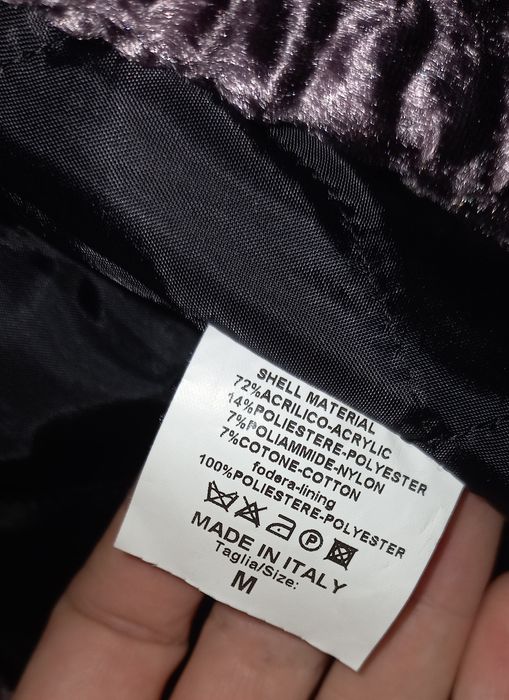 SHELL MATERIAL
72%ACRILICO-ACRYLIC
14%POLIESTERE-POLYESTER
7%POLIAMMIDE-NYLON
7%COTONE-COTTON
fodera-lining
100%POLIESTERE-POLYESTER
P
MADE IN ITALY
Taglia/Size:
M